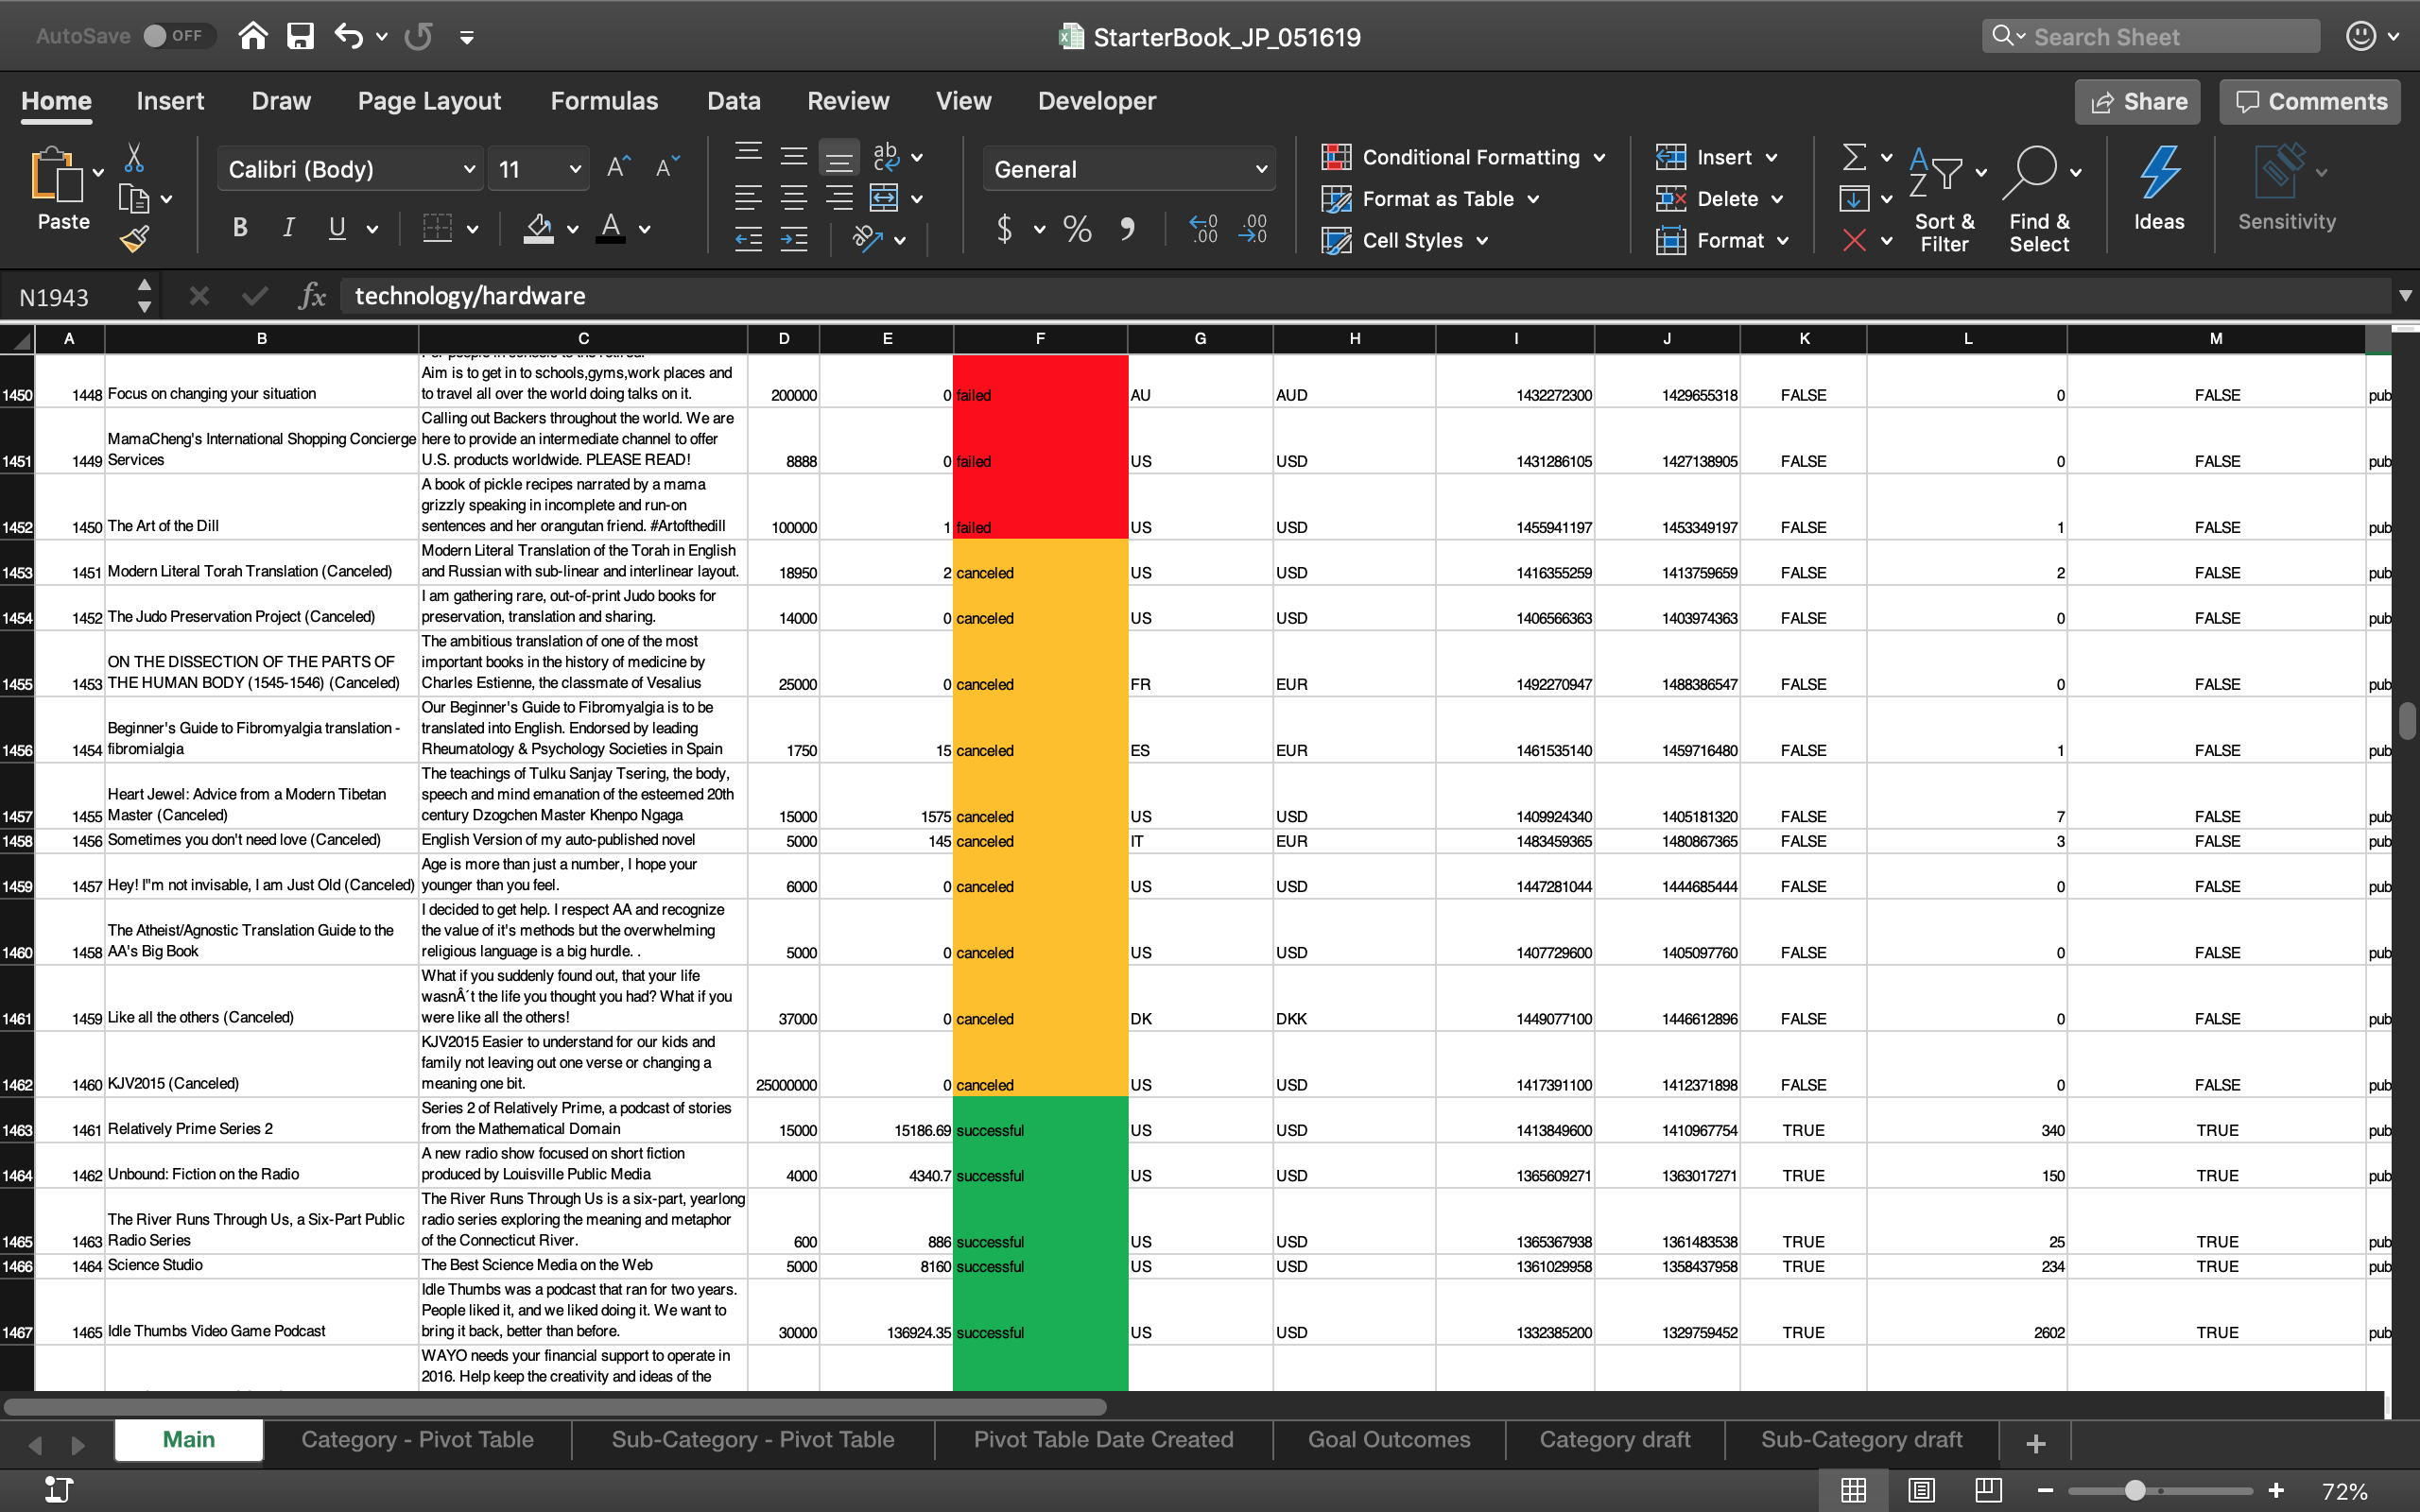 AutoSave OFF StarterBook_JP_051619 Search Sheet
Home Insert Draw Page Layout Formulas Data Review View Developer Share Comments
Paste Calibri (Body) 11 General Conditional Formatting Format as Table Cell Styles Insert Delete Format Sort & Filter Find & Select Ideas Sensitivity
N1943 fx technology/hardware
A B C D E F G H I J K L M
Aim is to get in to schools,gyms,work places and
1450 1448 Focus on changing your situation to travel all over the world doing talks on it. 200000 0 failed AU AUD 1432272300 1429655318 FALSE 0 FALSE pub
Calling out Backers throughout the world. We are
MamaCheng's International Shopping Concierge here to provide an intermediate channel to offer
1451 1449 Services U.S. products worldwide. PLEASE READ! 8888 0 failed US USD 1431286105 1427138905 FALSE 0 FALSE pub
A book of pickle recipes narrated by a mama
grizzly speaking in incomplete and run-on
1452 1450 The Art of the Dill sentences and her orangutan friend. #Artofthedill 100000 1 failed US USD 1455941197 1453349197 FALSE 1 FALSE pub
Modern Literal Translation of the Torah in English
1453 1451 Modern Literal Torah Translation (Canceled) and Russian with sub-linear and interlinear layout. 18950 2 canceled US USD 1416355259 1413759659 FALSE 2 FALSE pub
I am gathering rare, out-of-print Judo books for
1454 1452 The Judo Preservation Project (Canceled) preservation, translation and sharing. 14000 0 canceled US USD 1406566363 1403974363 FALSE 0 FALSE pub
The ambitious translation of one of the most
ON THE DISSECTION OF THE PARTS OF important books in the history of medicine by
1455 1453 THE HUMAN BODY (1545-1546) (Canceled) Charles Estienne, the classmate of Vesalius 25000 0 canceled FR EUR 1492270947 1488386547 FALSE 0 FALSE pub
Our Beginner's Guide to Fibromyalgia is to be
Beginner's Guide to Fibromyalgia translation - translated into English. Endorsed by leading
1456 1454 fibromialgia Rheumatology & Psychology Societies in Spain 1750 15 canceled ES EUR 1461535140 1459716480 FALSE 1 FALSE pub
The teachings of Tulku Sanjay Tsering, the body,
Heart Jewel: Advice from a Modern Tibetan speech and mind emanation of the esteemed 20th
1457 1455 Master (Canceled) century Dzogchen Master Khenpo Ngaga 15000 1575 canceled US USD 1409924340 1405181320 FALSE 7 FALSE pub
1458 1456 Sometimes you don't need love (Canceled) English Version of my auto-published novel 5000 145 canceled IT EUR 1483459365 1480867365 FALSE 3 FALSE pub
Age is more than just a number, I hope your
1459 1457 Hey! I"m not invisable, I am Just Old (Canceled) younger than you feel. 6000 0 canceled US USD 1447281044 1444685444 FALSE 0 FALSE pub
I decided to get help. I respect AA and recognize
The Atheist/Agnostic Translation Guide to the the value of it's methods but the overwhelming
1460 1458 AA's Big Book religious language is a big hurdle. . 5000 0 canceled US USD 1407729600 1405097760 FALSE 0 FALSE pub
What if you suddenly found out, that your life
wasnÂ´t the life you thought you had? What if you
1461 1459 Like all the others (Canceled) were like all the others! 37000 0 canceled DK DKK 1449077100 1446612896 FALSE 0 FALSE pub
KJV2015 Easier to understand for our kids and
family not leaving out one verse or changing a
1462 1460 KJV2015 (Canceled) meaning one bit. 25000000 0 canceled US USD 1417391100 1412371898 FALSE 0 FALSE pub
Series 2 of Relatively Prime, a podcast of stories
1463 1461 Relatively Prime Series 2 from the Mathematical Domain 15000 15186.69 successful US USD 1413849600 1410967754 TRUE 340 TRUE pub
A new radio show focused on short fiction
1464 1462 Unbound: Fiction on the Radio produced by Louisville Public Media 4000 4340.7 successful US USD 1365609271 1363017271 TRUE 150 TRUE pub
The River Runs Through Us is a six-part, yearlong
The River Runs Through Us, a Six-Part Public radio series exploring the meaning and metaphor
1465 1463 Radio Series of the Connecticut River. 600 886 successful US USD 1365367938 1361483538 TRUE 25 TRUE pub
1466 1464 Science Studio The Best Science Media on the Web 5000 8160 successful US USD 1361029958 1358437958 TRUE 234 TRUE pub
Idle Thumbs was a podcast that ran for two years.
People liked it, and we liked doing it. We want to
1467 1465 Idle Thumbs Video Game Podcast bring it back, better than before. 30000 136924.35 successful US USD 1332385200 1329759452 TRUE 2602 TRUE pub
WAYO needs your financial support to operate in
2016. Help keep the creativity and ideas of the
Main Category - Pivot Table Sub-Category - Pivot Table Pivot Table Date Created Goal Outcomes Category draft Sub-Category draft +
72%